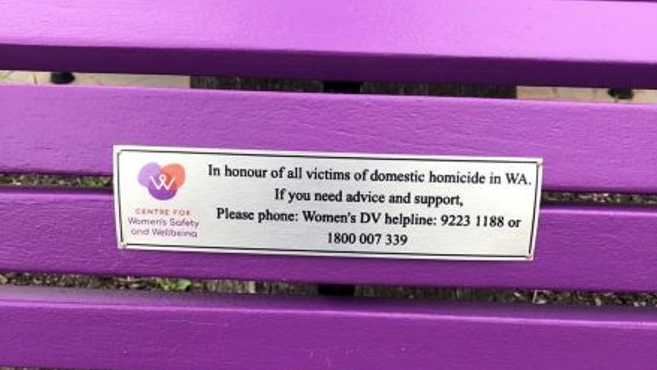 W
CENTRE FOR
Women's Safety
and Wellbeing
In honour of all victims of domestic homicide in WA.
If you need advice and support,
Please phone: Women's DV helpline: 9223 1188 or
1800 007 339